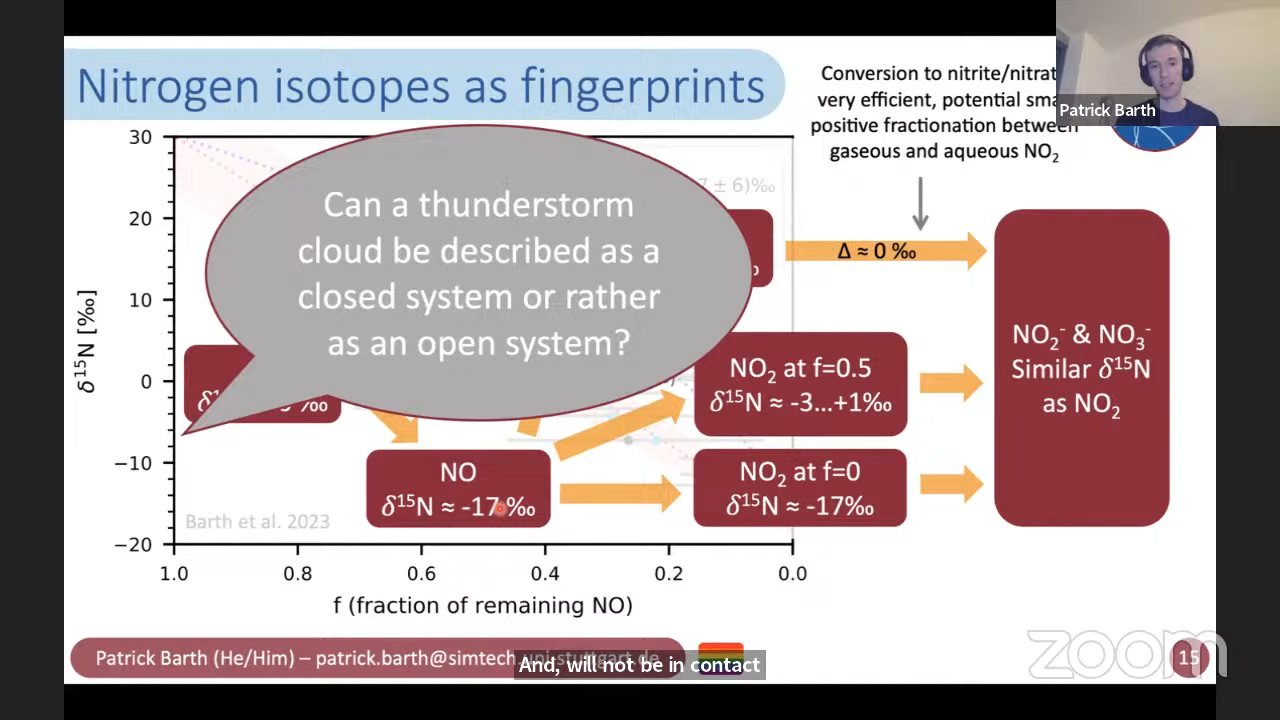 Nitrogen isotopes as fingerprints
Conversion to nitrite/nitrat
very efficient, potential sma
positive fractionation between
gaseous and aqueous NO₂
Patrick Barth
Can a thunderstorm
cloud be described as a
closed system or rather
as an open system?
7 ± 6)‰
Δ ≈ 0 ‰
NO₂⁻ & NO₃⁻
Similar δ¹⁵N
as NO₂
NO₂ at f=0.5
δ¹⁵N ≈ -3...+1‰
NO
δ¹⁵N ≈ -17‰
NO₂ at f=0
δ¹⁵N ≈ -17‰
Barth et al. 2023
δ¹⁵N [‰]
30
20
10
0
−10
−20
1.0 0.8 0.6 0.4 0.2 0.0
f (fraction of remaining NO)
Patrick Barth (He/Him) – patrick.barth@simtech.uni-stuttgart.de
And, will not be in contact
zoom
15